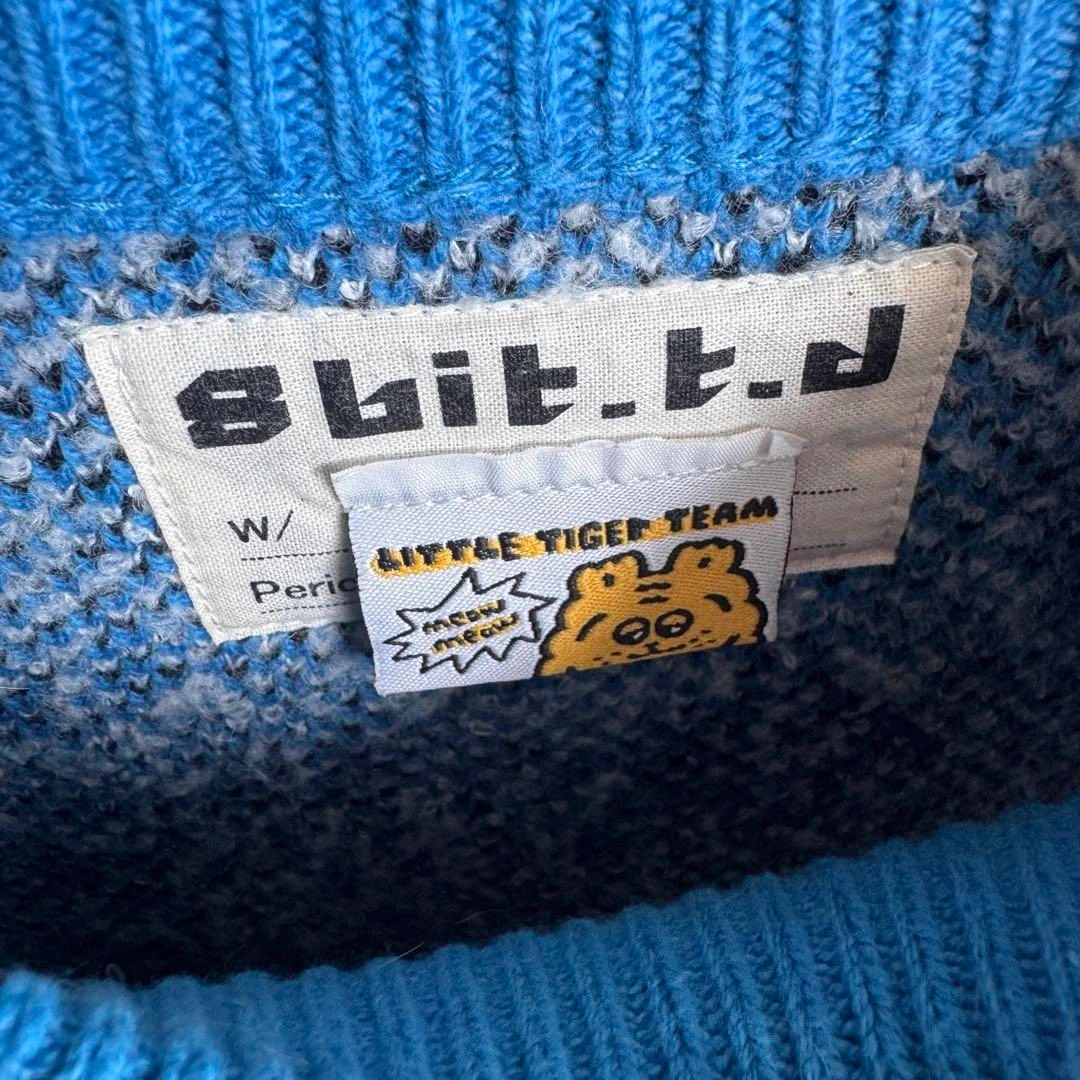 8bit.t.d
W/
Peric
LITTLE TIGER TEAM
meow
meow